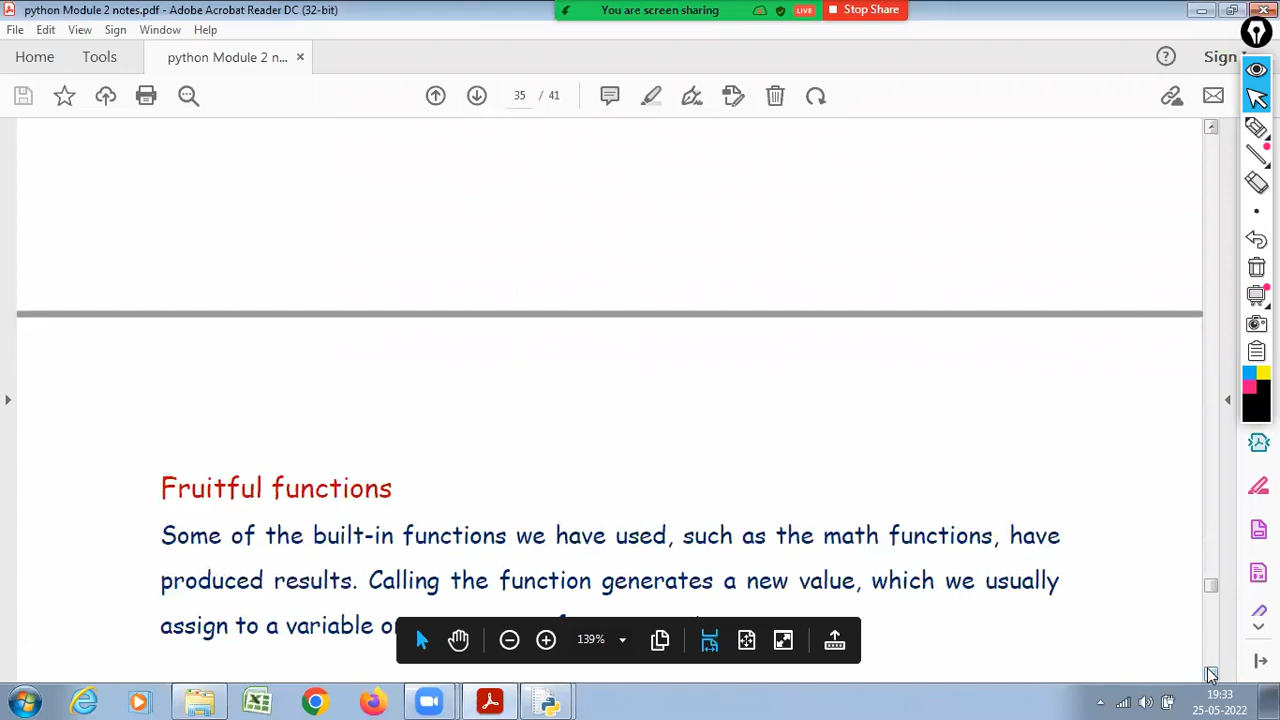 python Module 2 notes.pdf - Adobe Acrobat Reader DC (32-bit)
You are screen sharing
LIVE
Stop Share
File Edit View Sign Window Help
Home Tools python Module 2 n... ×
Sign
35 / 41
Fruitful functions
Some of the built-in functions we have used, such as the math functions, have
produced results. Calling the function generates a new value, which we usually
assign to a variable
139%
19:33
25-05-2022